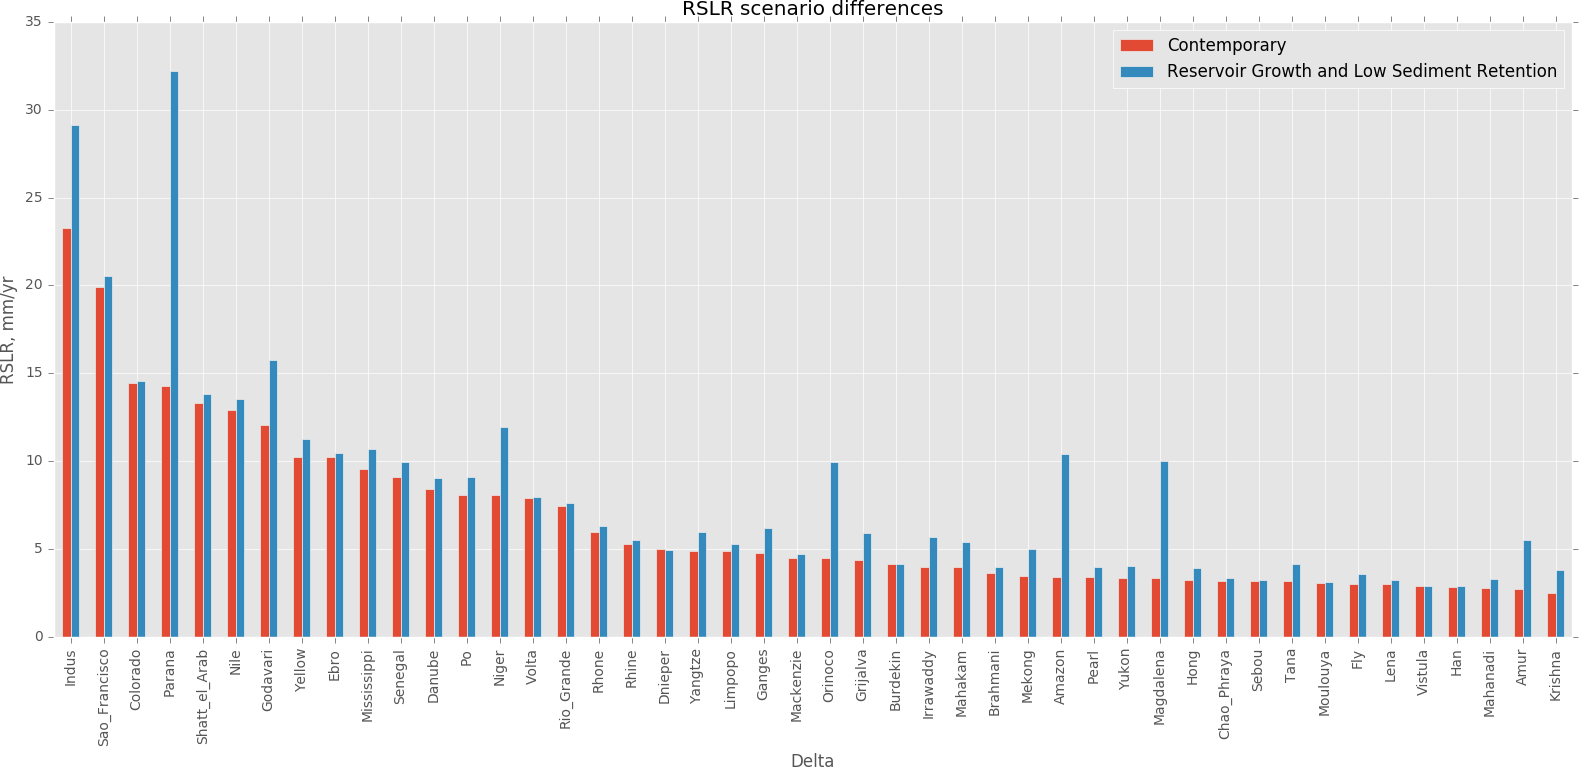 RSLR scenario differences
Contemporary
Reservoir Growth and Low Sediment Retention
RSLR, mm/yr
35
30
25
20
15
10
5
0
Indus
Sao_Francisco
Colorado
Parana
Shatt_el_Arab
Nile
Godavari
Yellow
Ebro
Mississippi
Senegal
Danube
Po
Niger
Volta
Rio_Grande
Rhone
Rhine
Dnieper
Yangtze
Limpopo
Ganges
Mackenzie
Orinoco
Grijalva
Burdekin
Irrawaddy
Mahakam
Brahmani
Mekong
Amazon
Pearl
Yukon
Magdalena
Hong
Chao_Phraya
Sebou
Tana
Moulouya
Fly
Lena
Vistula
Han
Mahanadi
Amur
Krishna
Delta